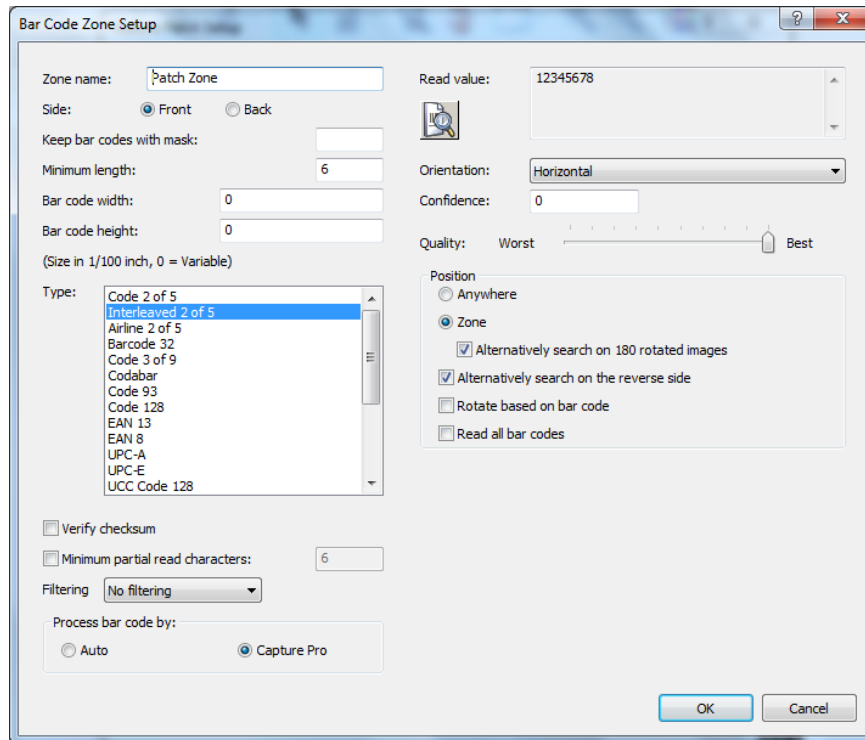 Bar Code Zone Setup
Zone name: Patch Zone
Side: Front Back
Keep bar codes with mask:
Minimum length: 6
Bar code width: 0
Bar code height: 0
(Size in 1/100 inch, 0 = Variable)
Type:
Code 2 of 5
Interleaved 2 of 5
Airline 2 of 5
Barcode 32
Code 3 of 9
Codabar
Code 93
Code 128
EAN 13
EAN 8
UPC-A
UPC-E
UCC Code 128
Verify checksum
Minimum partial read characters: 6
Filtering No filtering
Process bar code by:
Auto Capture Pro
Read value: 12345678
Orientation: Horizontal
Confidence: 0
Quality: Worst Best
Position
Anywhere
Zone
Alternatively search on 180 rotated images
Alternatively search on the reverse side
Rotate based on bar code
Read all bar codes
OK Cancel